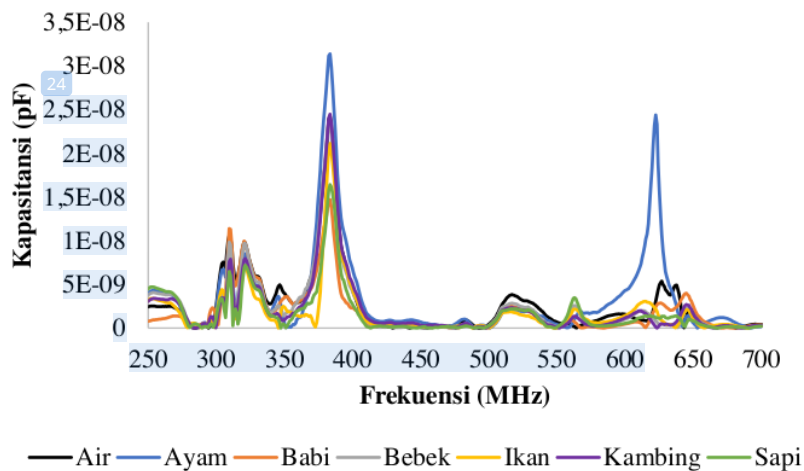 3,5E-08
3E-08
24
2,5E-08
2E-08
1,5E-08
1E-08
5E-09
0
Kapasitansi (pF)
250 300 350 400 450 500 550 600 650 700
Frekuensi (MHz)
Air Ayam Babi Bebek Ikan Kambing Sapi